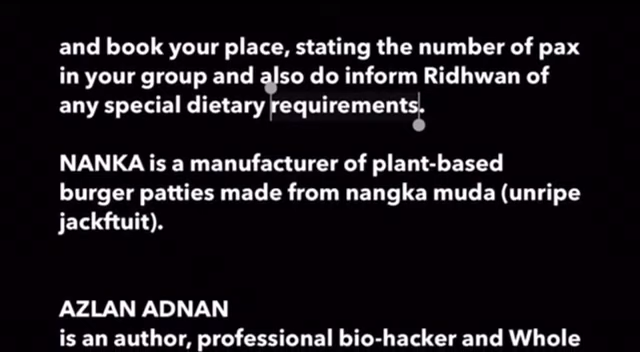 and book your place, stating the number of pax
in your group and also do inform Ridhwan of
any special dietary requirements.
NANKA is a manufacturer of plant-based
burger patties made from nangka muda (unripe
jackftuit).
AZLAN ADNAN
is an author, professional bio-hacker and Whole